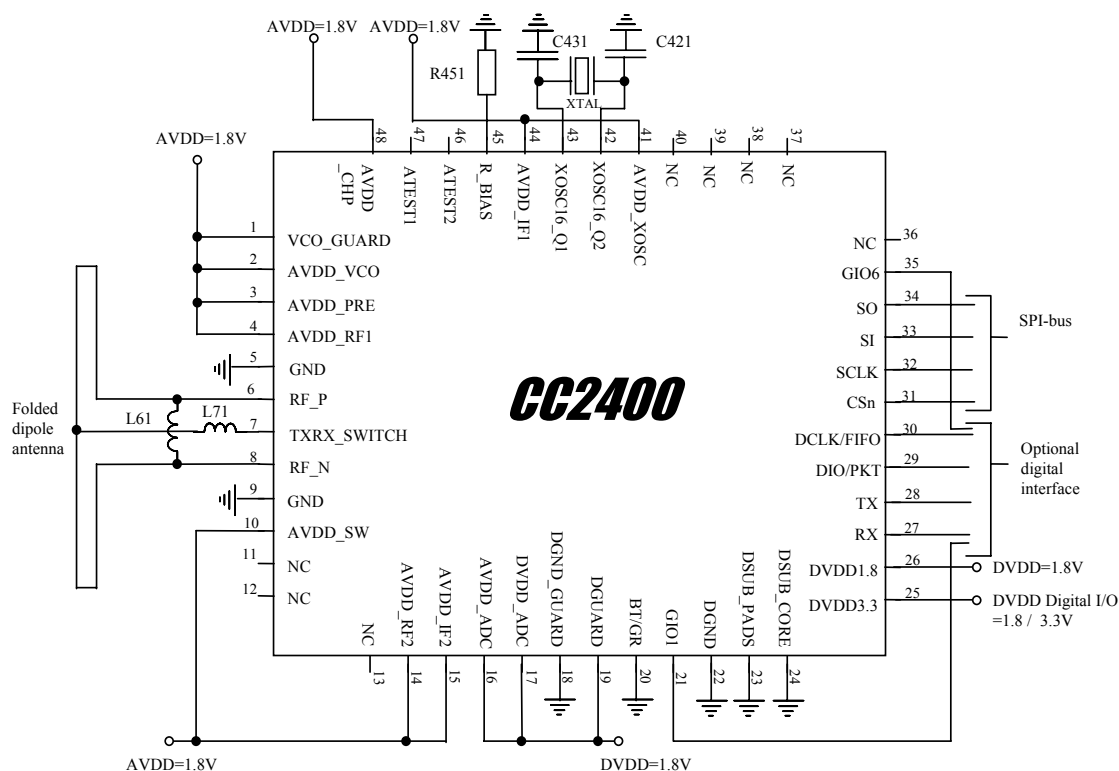 AVDD=1.8V
AVDD=1.8V
C431
C421
R451
XTAL
AVDD=1.8V
48
47
46
45
44
43
42
41
40
39
38
37
AVDD
_CHP
ATEST1
ATEST2
R_BIAS
AVDD_IF1
XOSC16_Q1
XOSC16_Q2
AVDD_XOSC
NC
NC
NC
NC
1
VCO_GUARD
2
AVDD_VCO
3
AVDD_PRE
4
AVDD_RF1
5
GND
6
RF_P
7
TXRX_SWITCH
8
RF_N
9
GND
10
AVDD_SW
11
NC
12
NC
Folded
dipole
antenna
L61
L71
CC2400
NC
36
GIO6
35
SO
34
SI
33
SCLK
32
CSn
31
DCLK/FIFO
30
DIO/PKT
29
TX
28
RX
27
DVDD1.8
26
DVDD3.3
25
SPI-bus
Optional
digital
interface
DVDD=1.8V
DVDD Digital I/O
=1.8 / 3.3V
NC
AVDD_RF2
AVDD_IF2
AVDD_ADC
DVDD_ADC
DGND_GUARD
DGUARD
BT/GR
GIO1
DGND
DSUB_PADS
DSUB_CORE
13
14
15
16
17
18
19
20
21
22
23
24
AVDD=1.8V
DVDD=1.8V